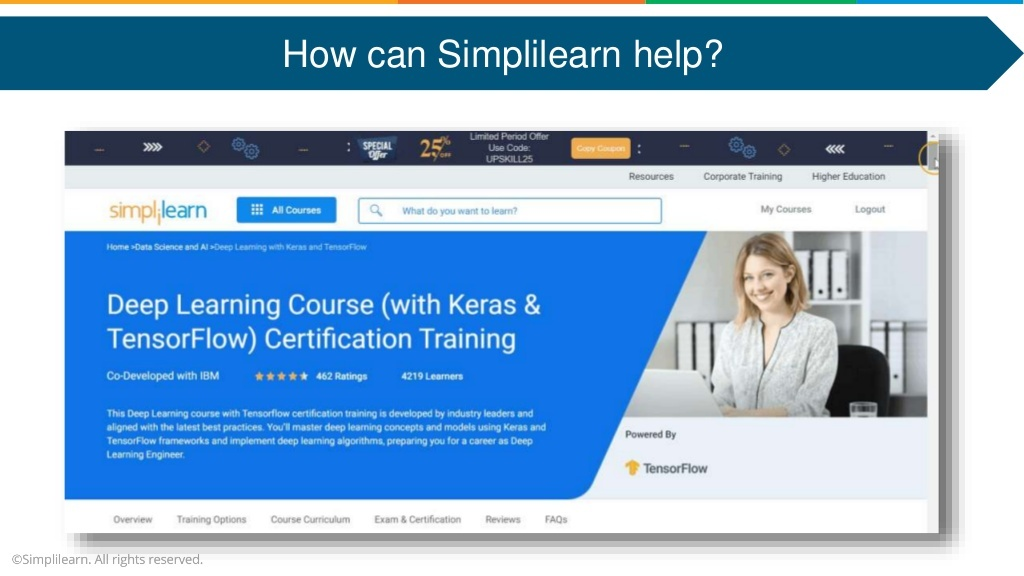 How can Simplilearn help?
SPECIAL
Offer
25% OFF
Limited Period Offer
Use Code:
UPSKILL25
Copy Coupon
Resources Corporate Training Higher Education
simplilearn All Courses What do you want to learn? My Courses Logout
Home >Data Science and AI >Deep Learning with Keras and TensorFlow
Deep Learning Course (with Keras &
TensorFlow) Certification Training
Co-Developed with IBM 462 Ratings 4219 Learners
This Deep Learning course with Tensorflow certification training is developed by industry leaders and
aligned with the latest best practices. You'll master deep learning concepts and models using Keras and
TensorFlow frameworks and implement deep learning algorithms, preparing you for a career as Deep
Learning Engineer.
Powered By
TensorFlow
Overview Training Options Course Curriculum Exam & Certification Reviews FAQs
©Simplilearn. All rights reserved.